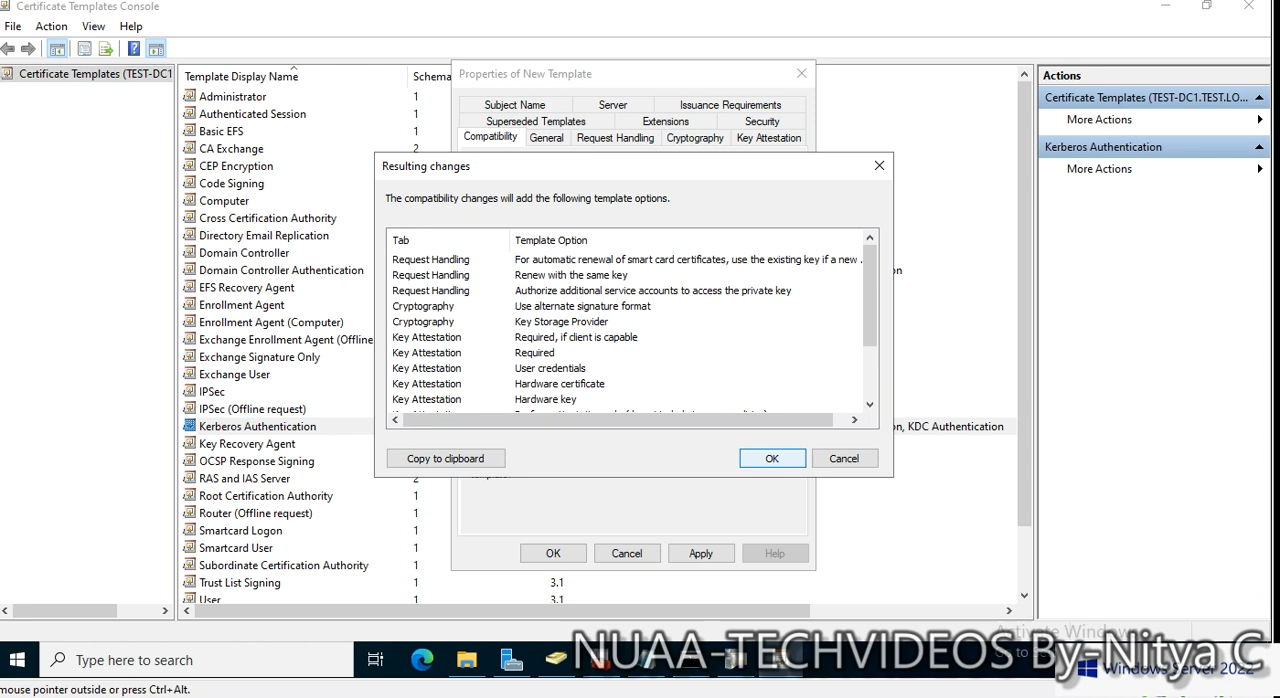 Certificate Templates Console
File Action View Help
Certificate Templates (TEST-DC1
Template Display Name Schema
Administrator 1
Authenticated Session 1
Basic EFS 1
CA Exchange 2
CEP Encryption 1
Code Signing 1
Computer 1
Cross Certification Authority
Directory Email Replication
Domain Controller
Domain Controller Authentication
EFS Recovery Agent
Enrollment Agent
Enrollment Agent (Computer)
Exchange Enrollment Agent (Offline
Exchange Signature Only
Exchange User
IPSec
IPSec (Offline request)
Kerberos Authentication on, KDC Authentication
Key Recovery Agent
OCSP Response Signing
RAS and IAS Server 2
Root Certification Authority 1
Router (Offline request) 1
Smartcard Logon 1
Smartcard User 1
Subordinate Certification Authority 1
Trust List Signing 1 3.1
User 1 3.1
Properties of New Template
Subject Name Server Issuance Requirements
Superseded Templates Extensions Security
Compatibility General Request Handling Cryptography Key Attestation
Resulting changes
The compatibility changes will add the following template options.
Tab Template Option
Request Handling For automatic renewal of smart card certificates, use the existing key if a new .
Request Handling Renew with the same key
Request Handling Authorize additional service accounts to access the private key
Cryptography Use alternate signature format
Cryptography Key Storage Provider
Key Attestation Required, if client is capable
Key Attestation Required
Key Attestation User credentials
Key Attestation Hardware certificate
Key Attestation Hardware key
Copy to clipboard OK Cancel
OK Cancel Apply Help
Actions
Certificate Templates (TEST-DC1.TEST.LO...
More Actions
Kerberos Authentication
More Actions
Activate Windows
Go to Se
Type here to search
NUAA-TECHVIDEOS By-Nitya C
Windows Server 2022
mouse pointer outside or press Ctrl+Alt.